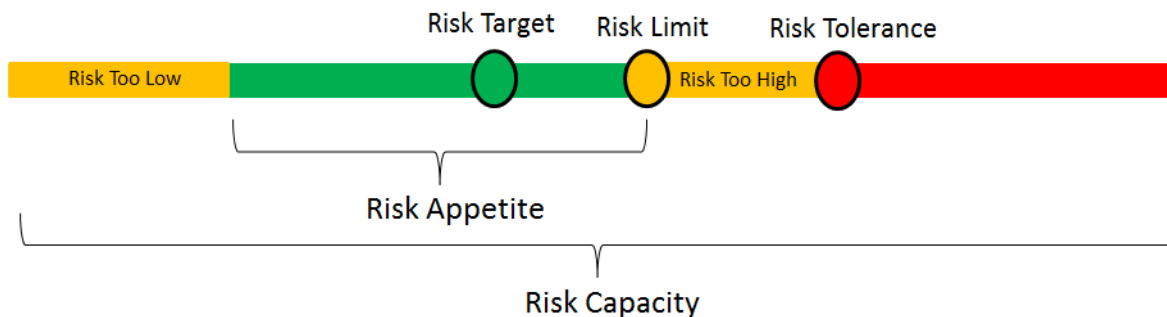 Risk Target
Risk Limit
Risk Tolerance
Risk Too Low
Risk Too High
Risk Appetite
Risk Capacity